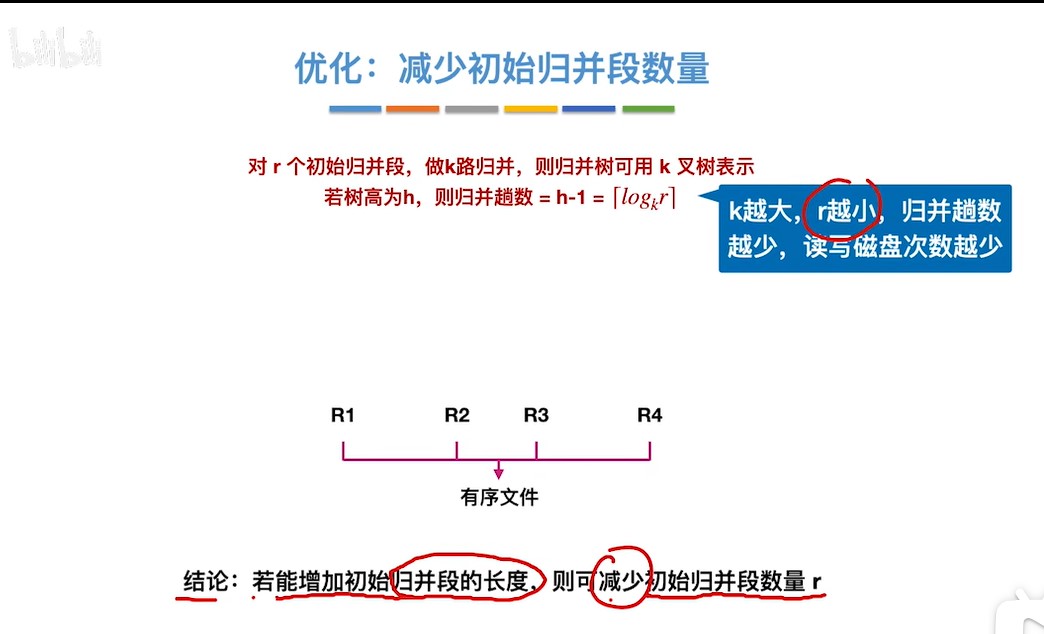 bilibili
优化：减少初始归并段数量
对 r 个初始归并段，做k路归并，则归并树可用 k 叉树表示
若树高为h，则归并趟数 = h-1 = ⌈logₖr⌉
k越大，r越小，归并趟数
越少，读写磁盘次数越少
R1 R2 R3 R4
有序文件
结论：若能增加初始归并段的长度，则可减少初始归并段数量 r